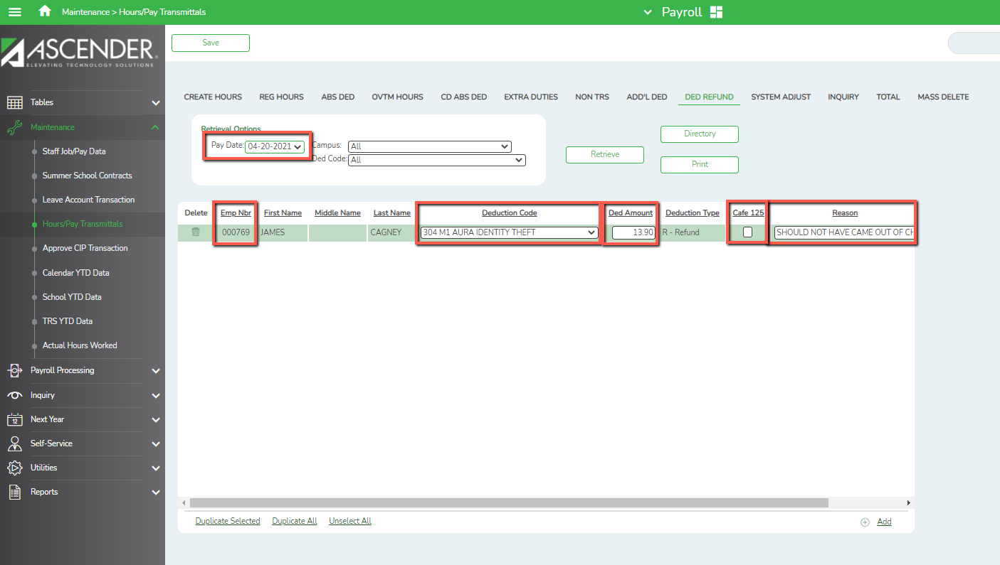 Maintenance > Hours/Pay Transmittals
Payroll
ASCENDER
ELEVATING TECHNOLOGY SOLUTIONS
Save
Tables
Maintenance
Staff Job/Pay Data
Summer School Contracts
Leave Account Transaction
Hours/Pay Transmittals
Approve CIP Transaction
Calendar YTD Data
School YTD Data
TRS YTD Data
Actual Hours Worked
Payroll Processing
Inquiry
12
Next Year
Self-Service
Utilities
Reports
CREATE HOURS REG HOURS ABS DED OVTM HOURS CD ABS DED EXTRA DUTIES NON TRS ADD'L DED DED REFUND SYSTEM ADJUST INQUIRY TOTAL MASS DELETE
Retrieval Options
Pay Date: 04-20-2021 Campus: All
Ded Code: All
Retrieve
Directory
Print
Delete Emp Nbr First Name Middle Name Last Name Deduction Code Ded Amount Deduction Type Cafe 125 Reason
000769 JAMES CAGNEY 304 M1 AURA IDENTITY THEFT 13.90 R - Refund SHOULD NOT HAVE CAME OUT OF CH
Duplicate Selected Duplicate All Unselect All Add